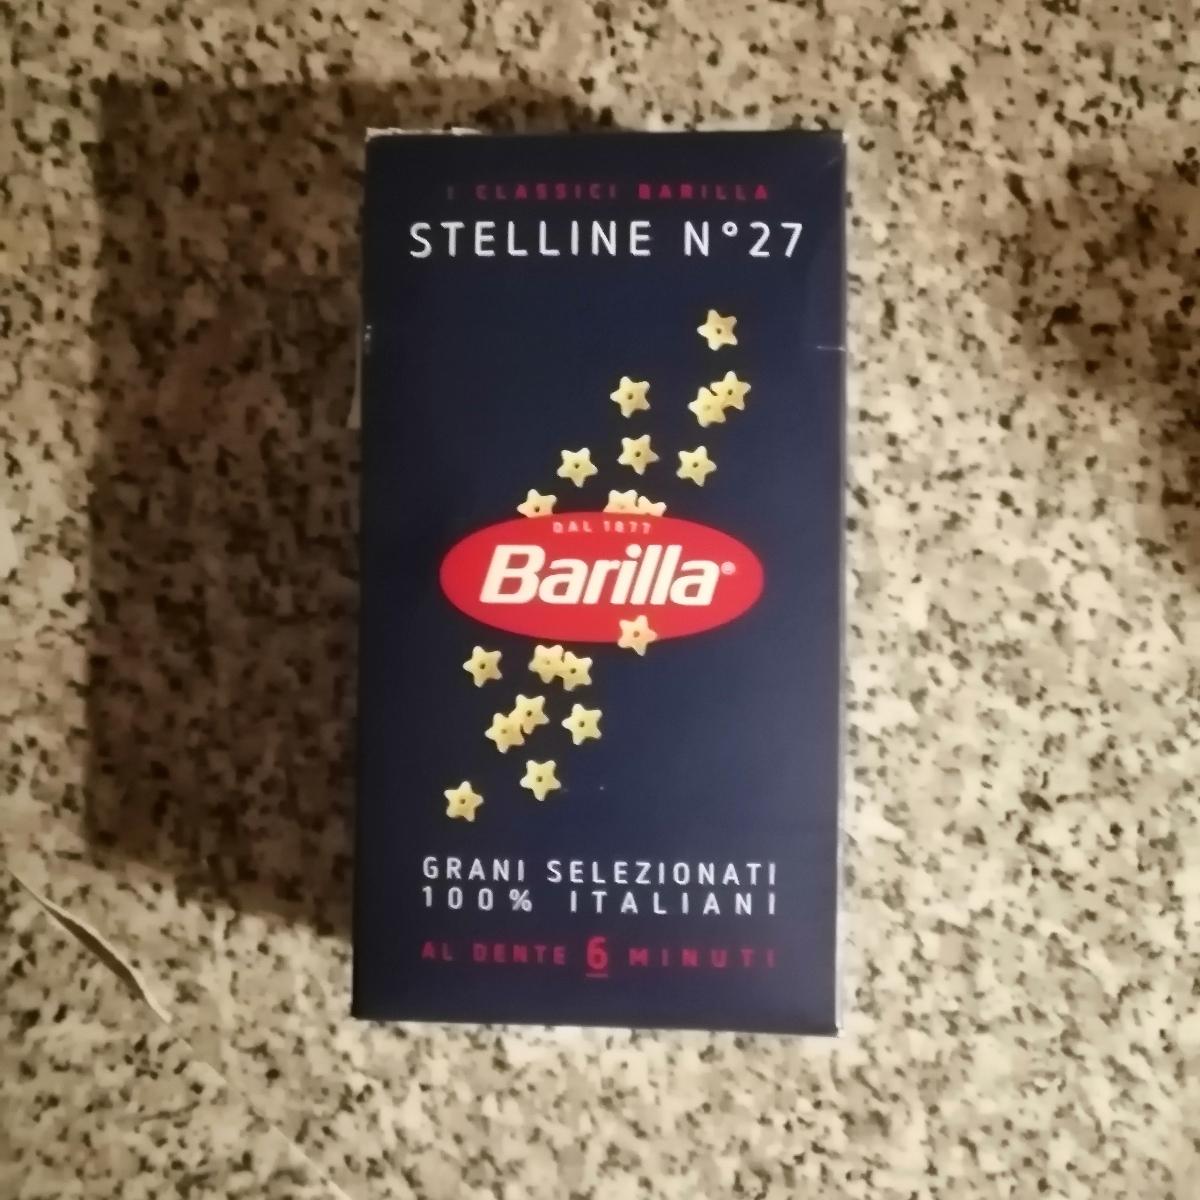 I CLASSICI BARILLA
STELLINE N°27
DAL 1877
Barilla®
GRANI SELEZIONATI
100% ITALIANI
AL DENTE 6 MINUTI